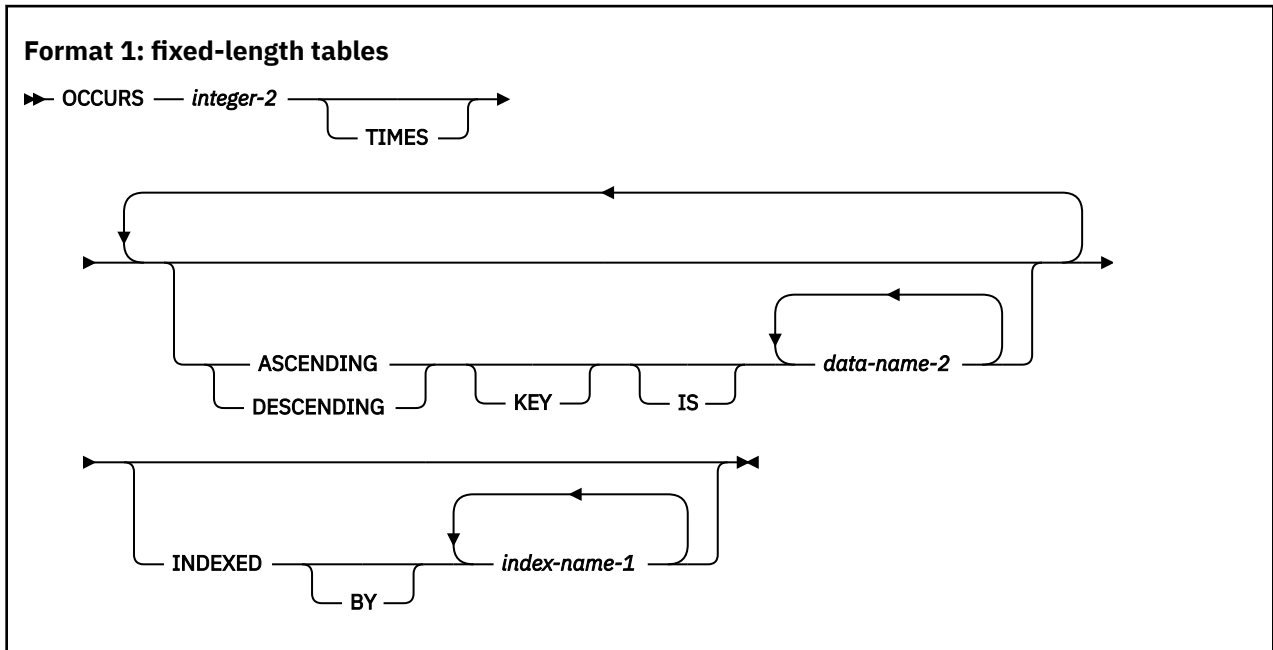 Format 1: fixed-length tables
OCCURS integer-2
TIMES
ASCENDING data-name-2
DESCENDING KEY IS
INDEXED index-name-1
BY